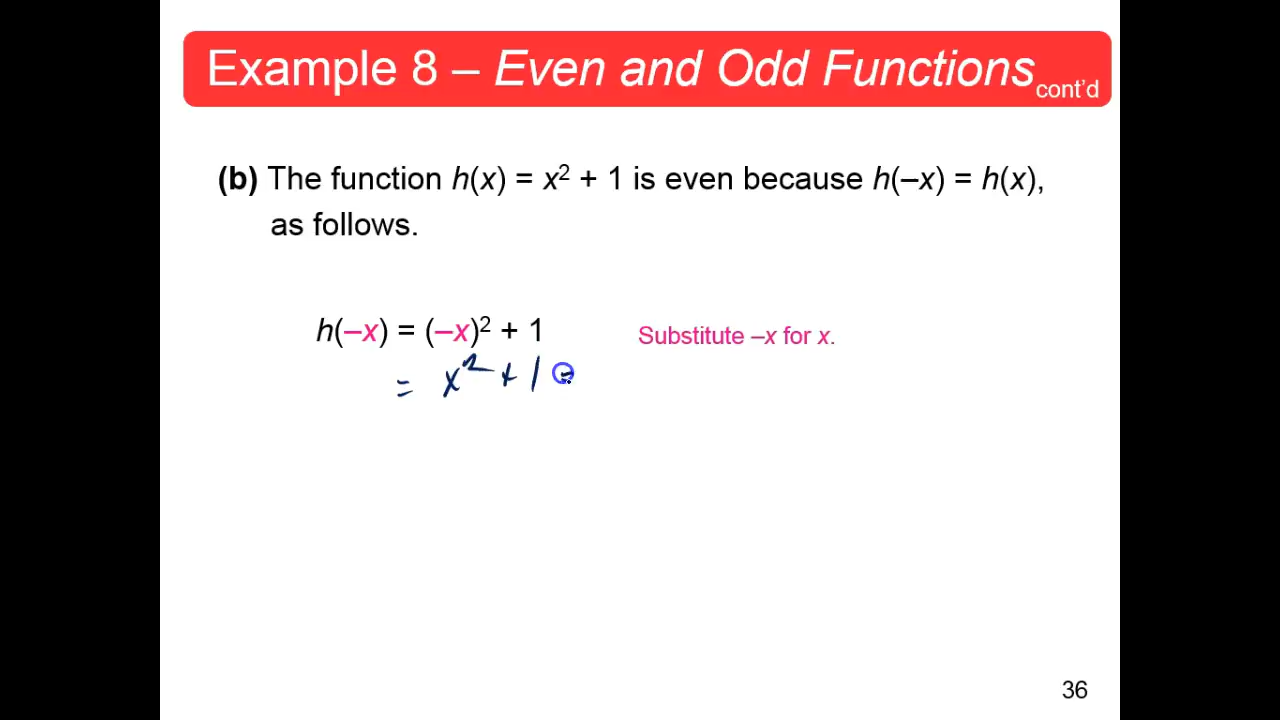 Example 8 – Even and Odd Functions cont'd
(b) The function h(x) = x² + 1 is even because h(–x) = h(x),
as follows.
h(–x) = (–x)² + 1 Substitute –x for x.
= x² + 1 =
36